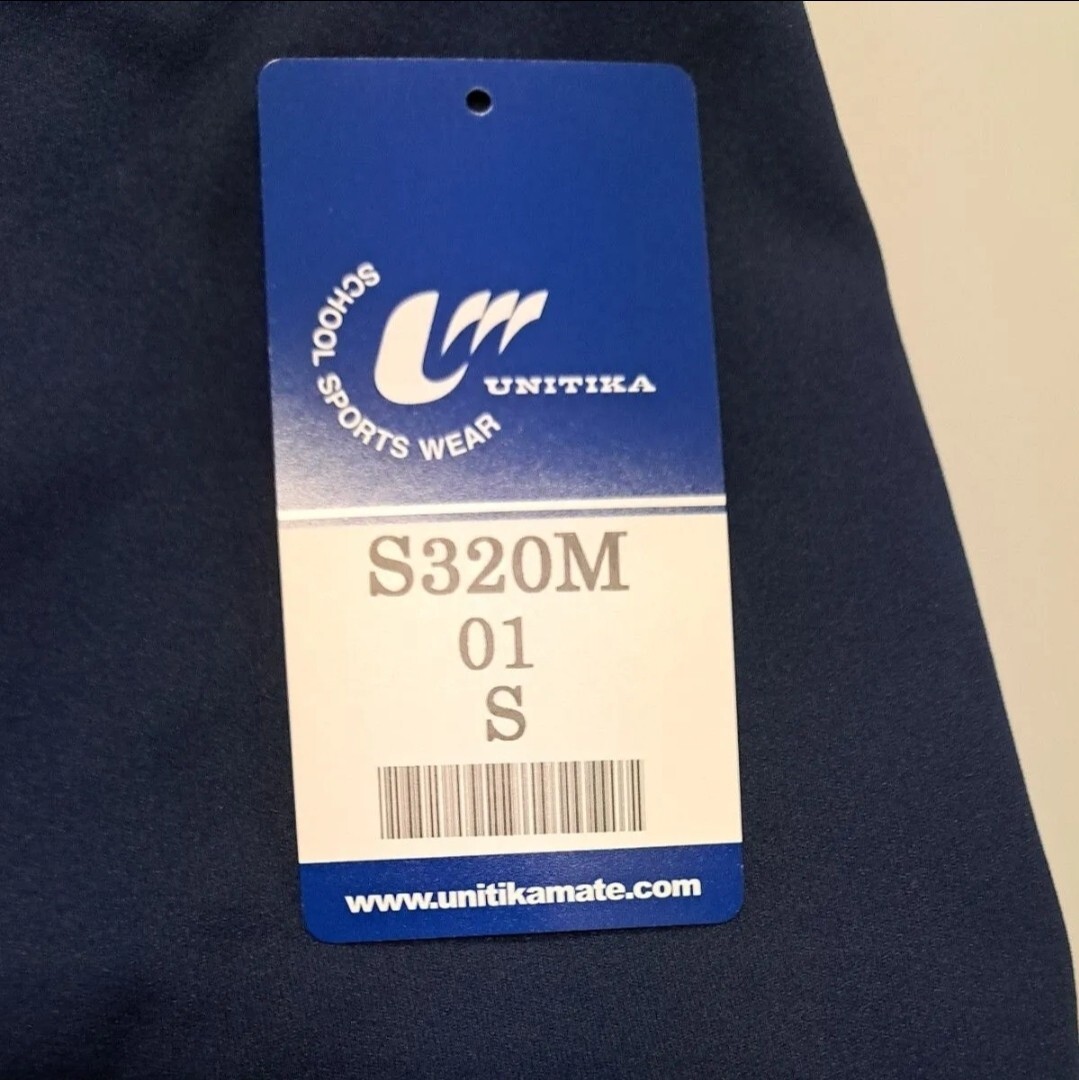 SCHOOL SPORTS WEAR
UNITIKA
S320M
01
S
www.unitikamate.com